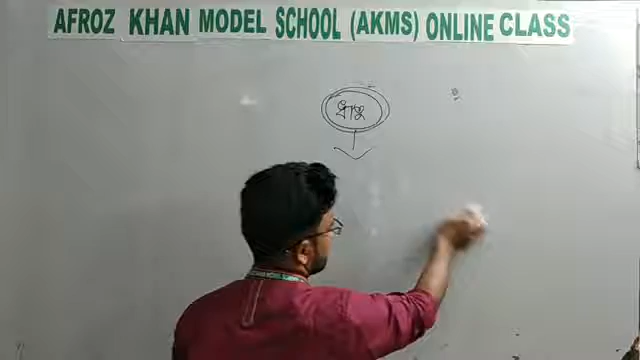 AFROZ KHAN MODEL SCHOOL (AKMS) ONLINE CLASS
ধাতু